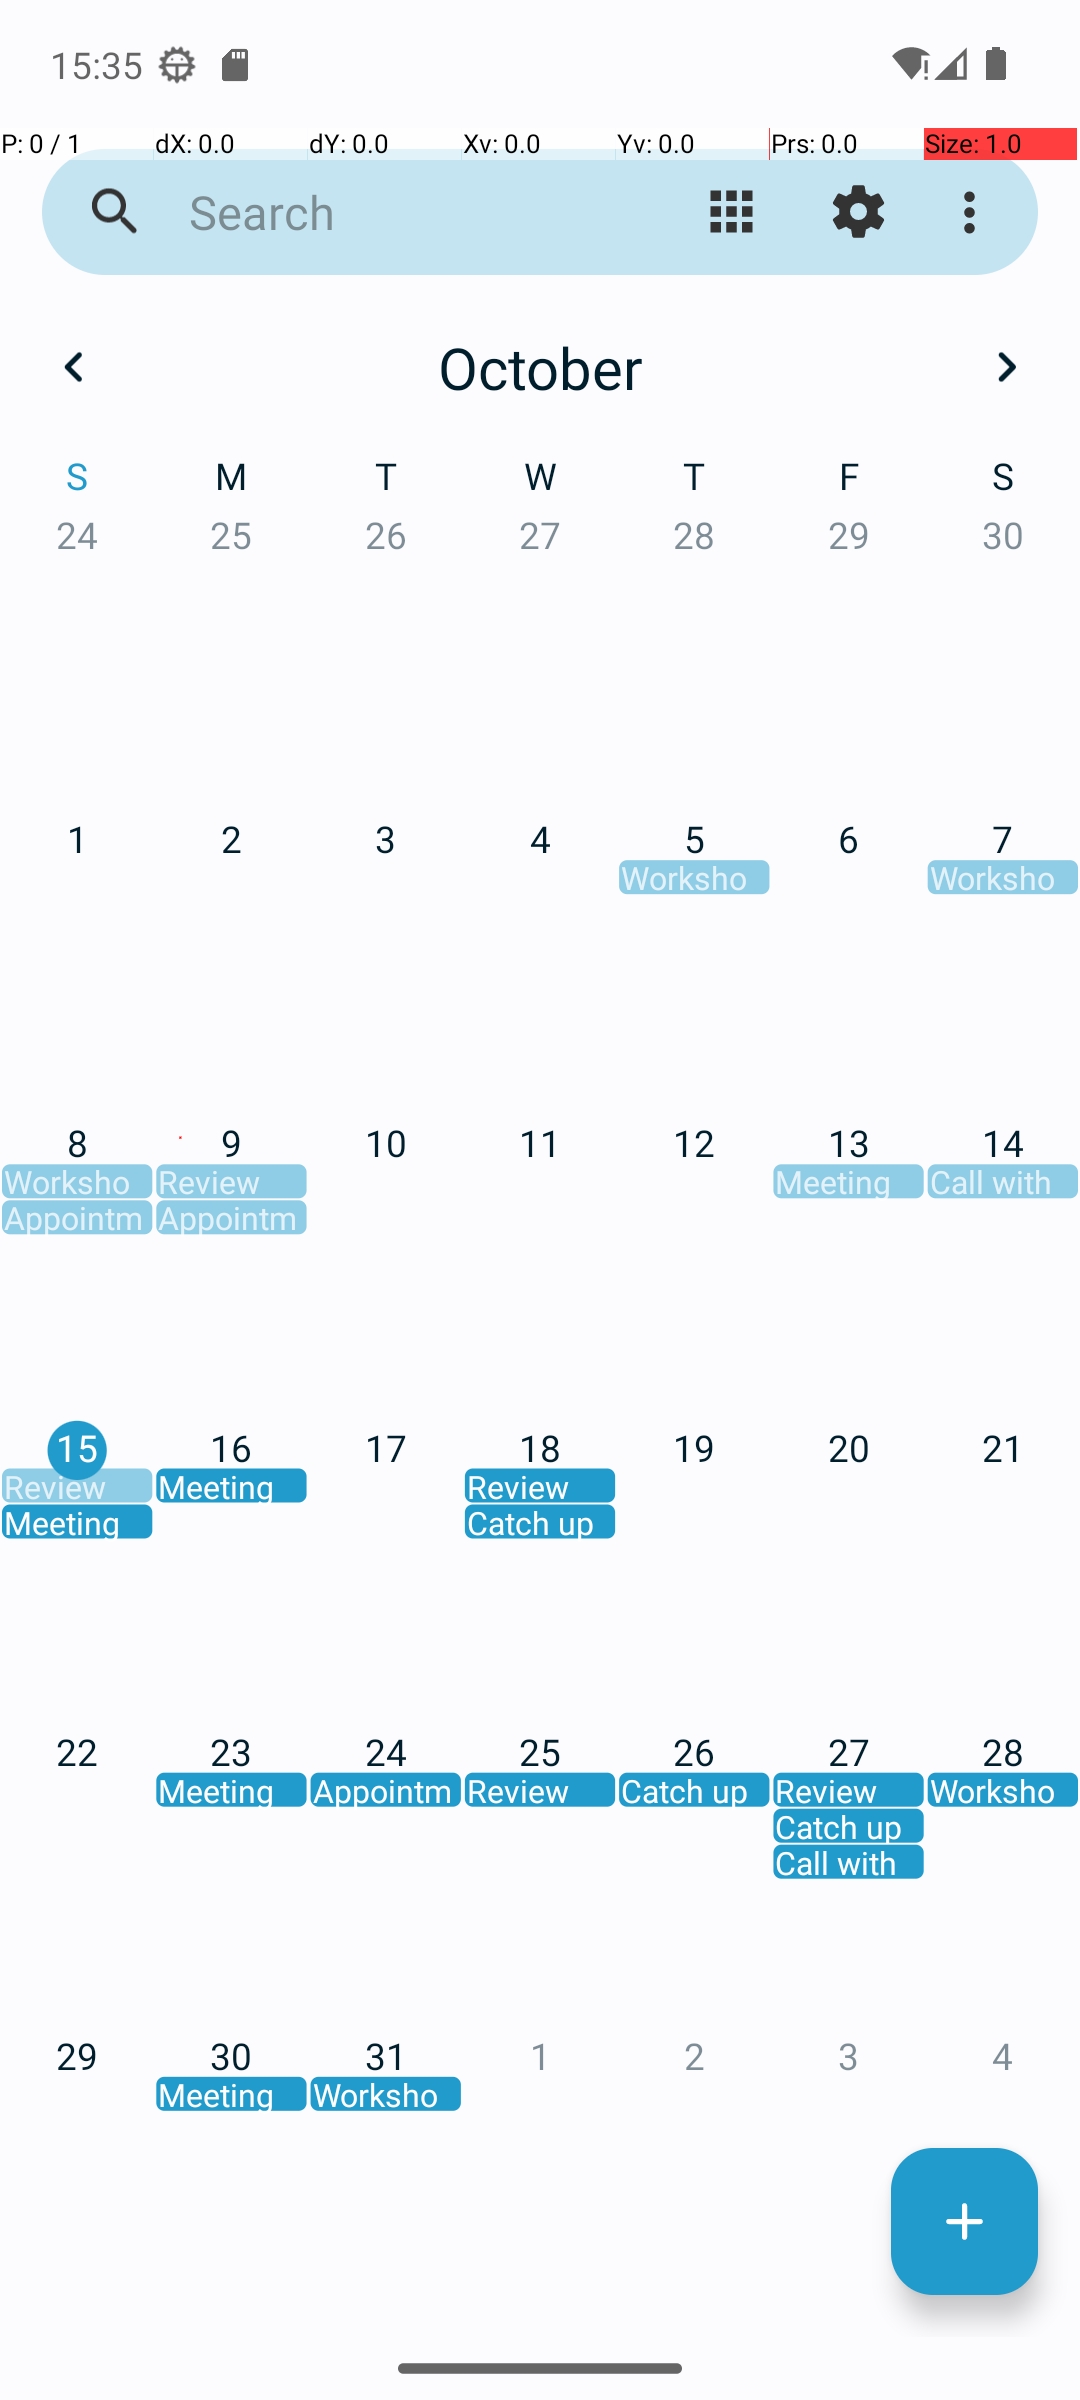 15:35
P: 0 / 1 dX: 0.0 dY: 0.0 Xv: 0.0 Yv: 0.0 Prs: 0.0 Size: 1.0
Search
October
S M T W T F S
24 25 26 27 28 29 30
1 2 3 4 5 6 7
Worksho Worksho
8 9 10 11 12 13 14
Worksho Review Meeting Call with
Appointm Appointm
15 16 17 18 19 20 21
Review Meeting Review
Meeting Catch up
22 23 24 25 26 27 28
Meeting Appointm Review Catch up Review Worksho
Catch up
Call with
29 30 31 1 2 3 4
Meeting Worksho